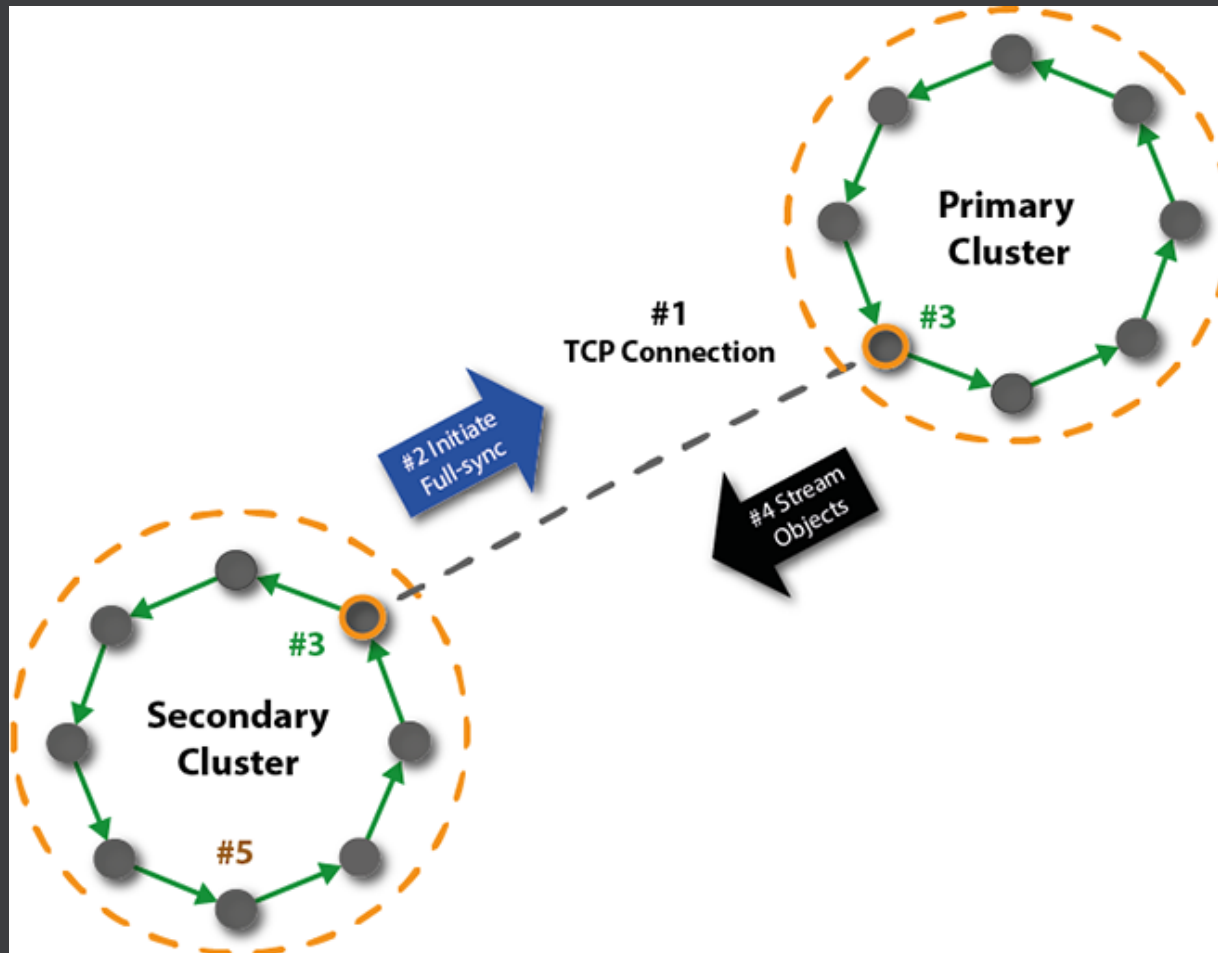 Primary
Cluster
#3
#1
TCP Connection
#2 Initiate
Full-sync
#4 Stream
Objects
#3
Secondary
Cluster
#5